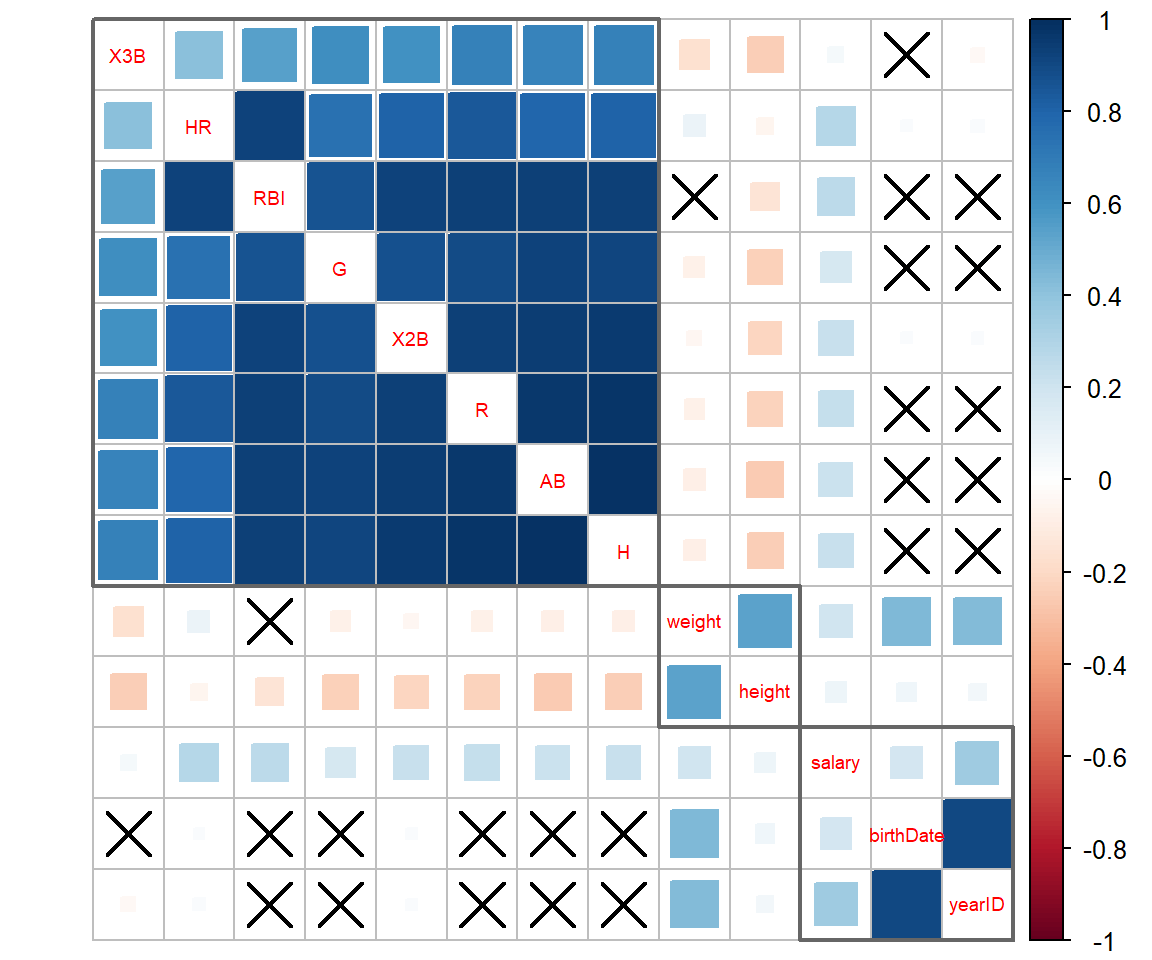 X3B
HR
RBI
G
X2B
R
AB
H
weight
height
salary
birthDate
yearID
1
0.8
0.6
0.4
0.2
0
-0.2
-0.4
-0.6
-0.8
-1